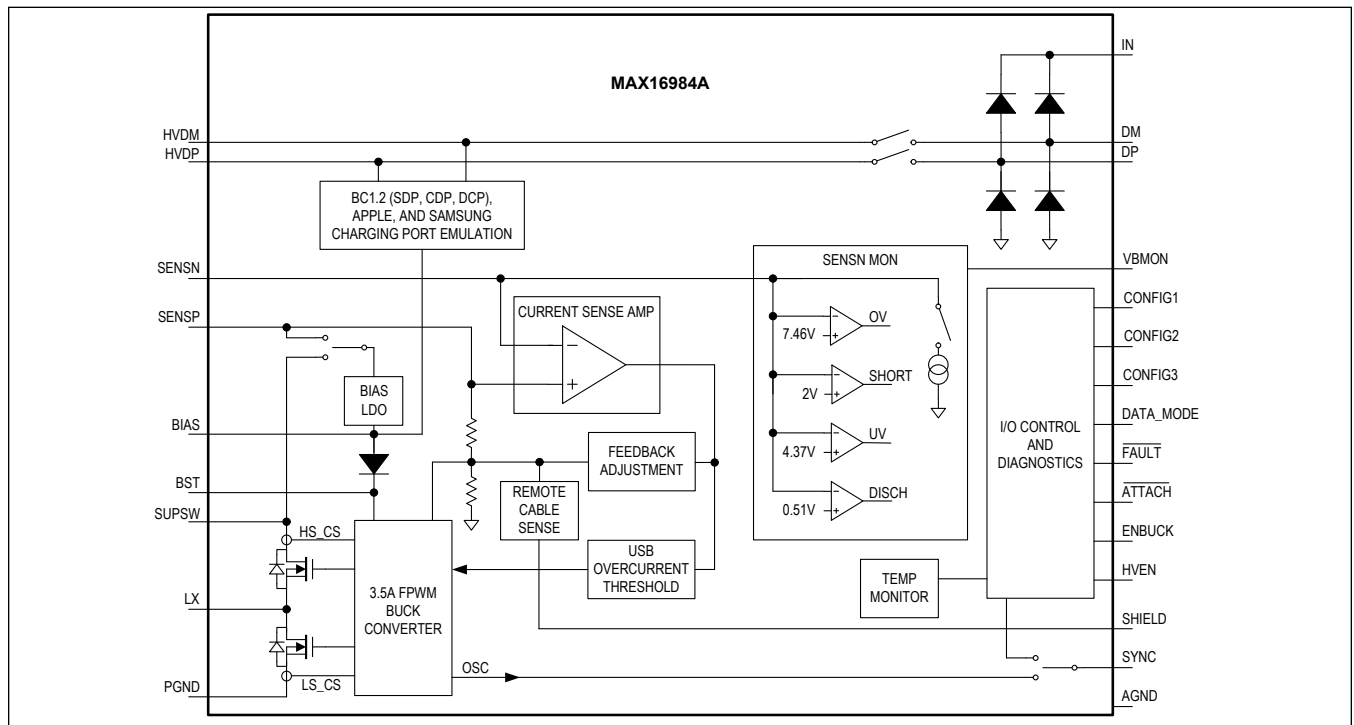 MAX16984A
IN
HVDM
HVDP
DM
DP
BC1.2 (SDP, CDP, DCP),
APPLE, AND SAMSUNG
CHARGING PORT EMULATION
SENSN
SENSP
CURRENT SENSE AMP
−
+
BIAS
LDO
BIAS
BST
SUPSW
HS_CS
LX
LS_CS
PGND
3.5A FPWM
BUCK
CONVERTER
OSC
FEEDBACK
ADJUSTMENT
REMOTE
CABLE
SENSE
USB
OVERCURRENT
THRESHOLD
SENSN MON
−
+
7.46V
OV
−
+
2V
SHORT
−
+
4.37V
UV
−
+
0.51V
DISCH
TEMP
MONITOR
I/O CONTROL
AND
DIAGNOSTICS
VBMON
CONFIG1
CONFIG2
CONFIG3
DATA_MODE
FAULT
ATTACH
ENBUCK
HVEN
SHIELD
SYNC
AGND